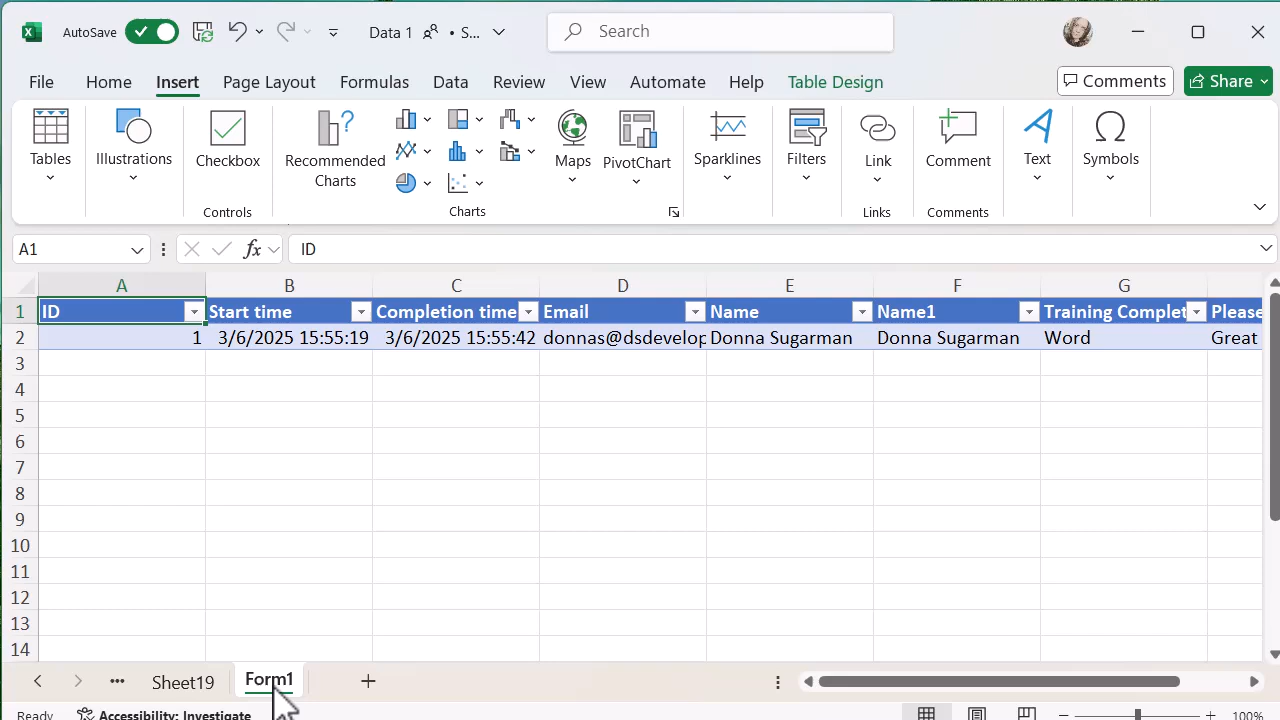 AutoSave
Data 1
• S...
Search
File
Home
Insert
Page Layout
Formulas
Data
Review
View
Automate
Help
Table Design
Comments
Share
Tables
Illustrations
Checkbox
Recommended
Charts
Maps
PivotChart
Sparklines
Filters
Link
Comment
Text
Symbols
Controls
Charts
Links
Comments
A1
fx
ID
A B C D E F G
1 ID Start time Completion time Email Name Name1 Training Complet Please
2 1 3/6/2025 15:55:19 3/6/2025 15:55:42 donnas@dsdevelop Donna Sugarman Donna Sugarman Word Great
3
4
5
6
7
8
9
10
11
12
13
14
Sheet19
Form1
Ready
Accessibility: Investigate
100%